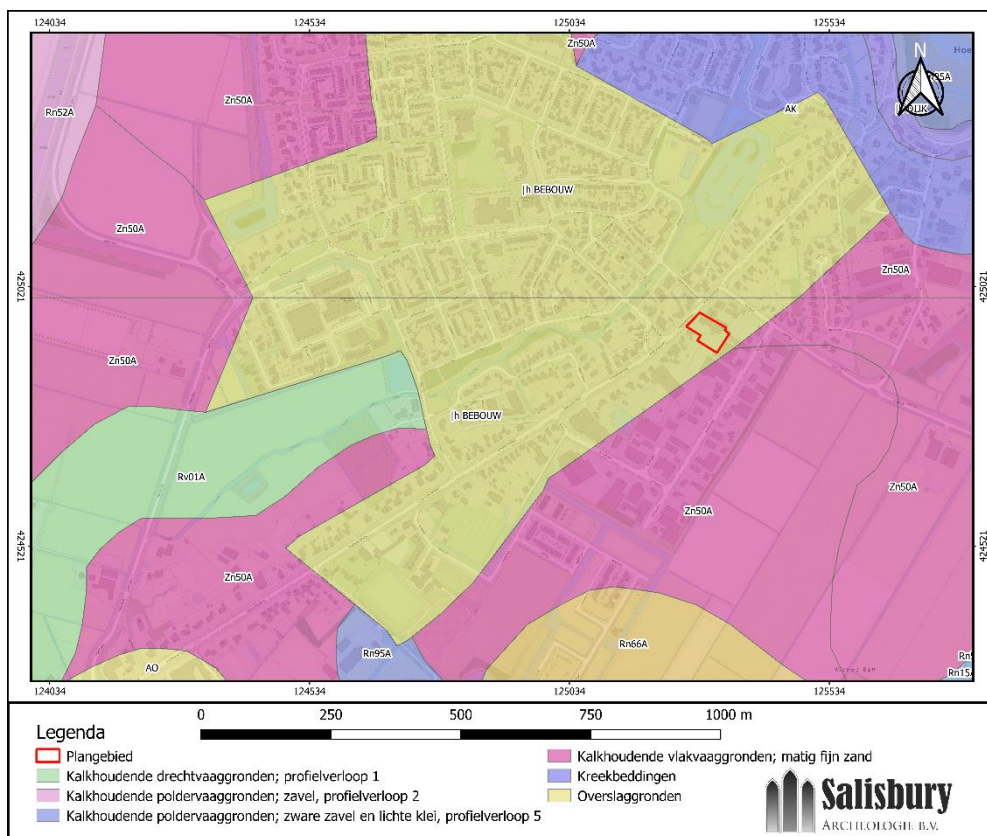 124034 124534 125034 125534
Zn50A
Hoe
N
Zn50A
Rn52A
AK
DIJK
|h BEBOUW
Zn50A
Zn50A
425021 425021
Zn50A
|h BEBOUW
Rv01A
Zn50A
Zn50A
424521 424521
Zn50A
Rn66A
AO
Rn95A
Rn15A
124034 124534 125034 125534
0 250 500 750 1000 m
Legenda
Plangebied
Kalkhoudende drechtvaaggronden; profielverloop 1
Kalkhoudende poldervaaggronden; zavel, profielverloop 2
Kalkhoudende poldervaaggronden; zware zavel en lichte klei, profielverloop 5
Kalkhoudende vlakvaaggronden; matig fijn zand
Kreekbeddingen
Overslaggronden
Salisbury
ARCHEOLOGIE B.V.